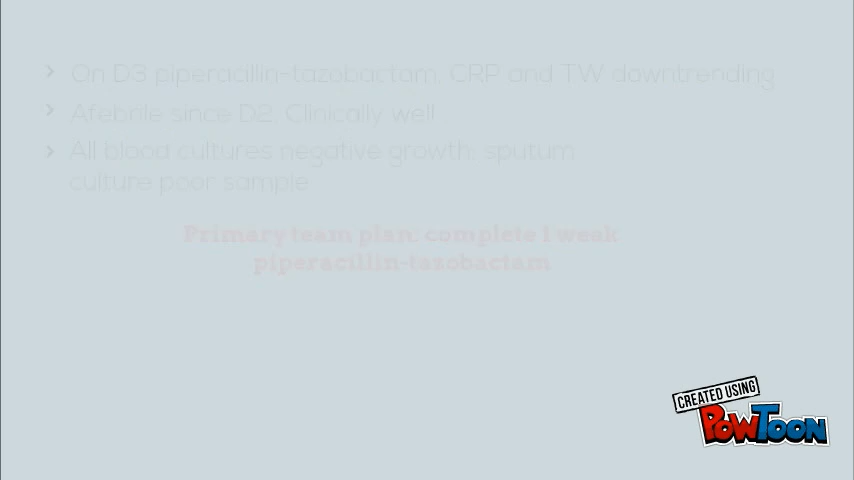 On D3 piperacillin-tazobactam. CRP and TW downtrending
Afebrile since D2. Clinically well
All blood cultures negative growth; sputum
culture poor sample
Primary team plan: complete 1 week
piperacillin-tazobactam
CREATED USING
POWTOON